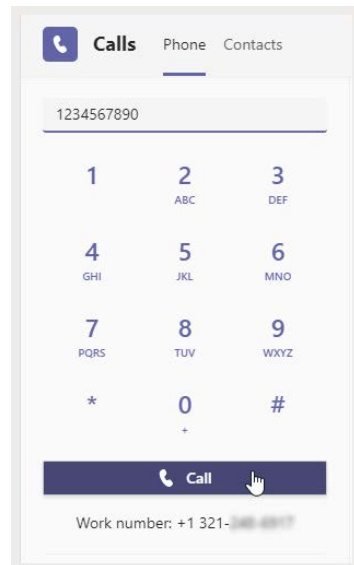 Calls Phone Contacts
1234567890
1 2 3
ABC DEF
4 5 6
GHI JKL MNO
7 8 9
PQRS TUV WXYZ
* 0 #
+
Call
Work number: +1 321-